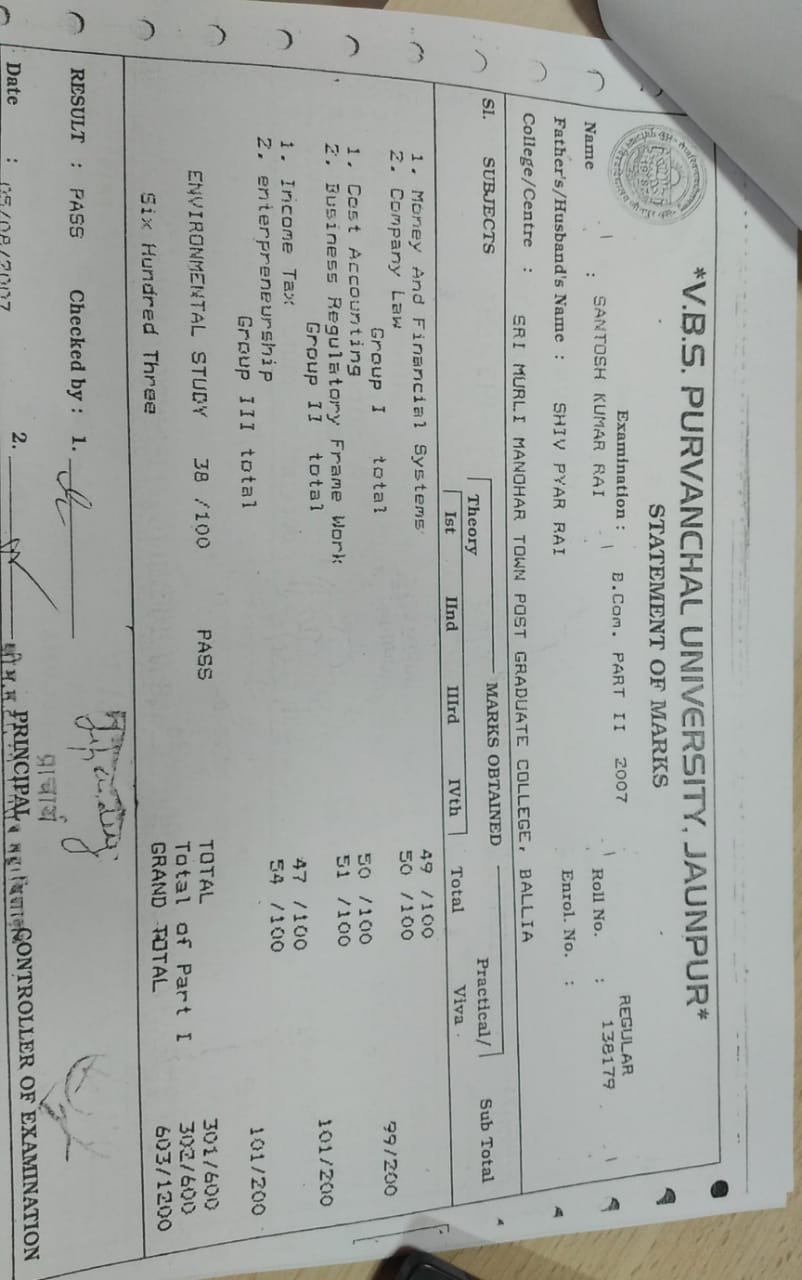 *V.B.S. PURVANCHAL UNIVERSITY, JAUNPUR*
STATEMENT OF MARKS
Examination : B.Com. PART II 2007 REGULAR
Name : SANTOSH KUMAR RAI Roll No. : 138179
Father's/Husband's Name : SHIV PYAR RAI Enrol. No. :
College/Centre : SRI MURLI MANOHAR TOWN POST GRADUATE COLLEGE, BALLIA
Sl. SUBJECTS MARKS OBTAINED Sub Total
Theory Practical/
Ist IInd IIIrd IVth Total Viva
1. Money And Financial Systems 49 /100
2. Company Law 50 /100
Group I total 99/200
1. Cost Accounting 50 /100
2. Business Regulatory Frame Work 51 /100
Group II total 101/200
1. Income Tax 47 /100
2. enterpreneurship 54 /100
Group III total 101/200
ENVIRONMENTAL STUDY 38 /100 PASS TOTAL 301/600
Total of Part I 302/600
Six Hundred Three GRAND TOTAL 603/1200
RESULT : PASS Checked by : 1.
प्राचार्य
Date : 05/08/2007 2. PRINCIPAL CONTROLLER OF EXAMINATION